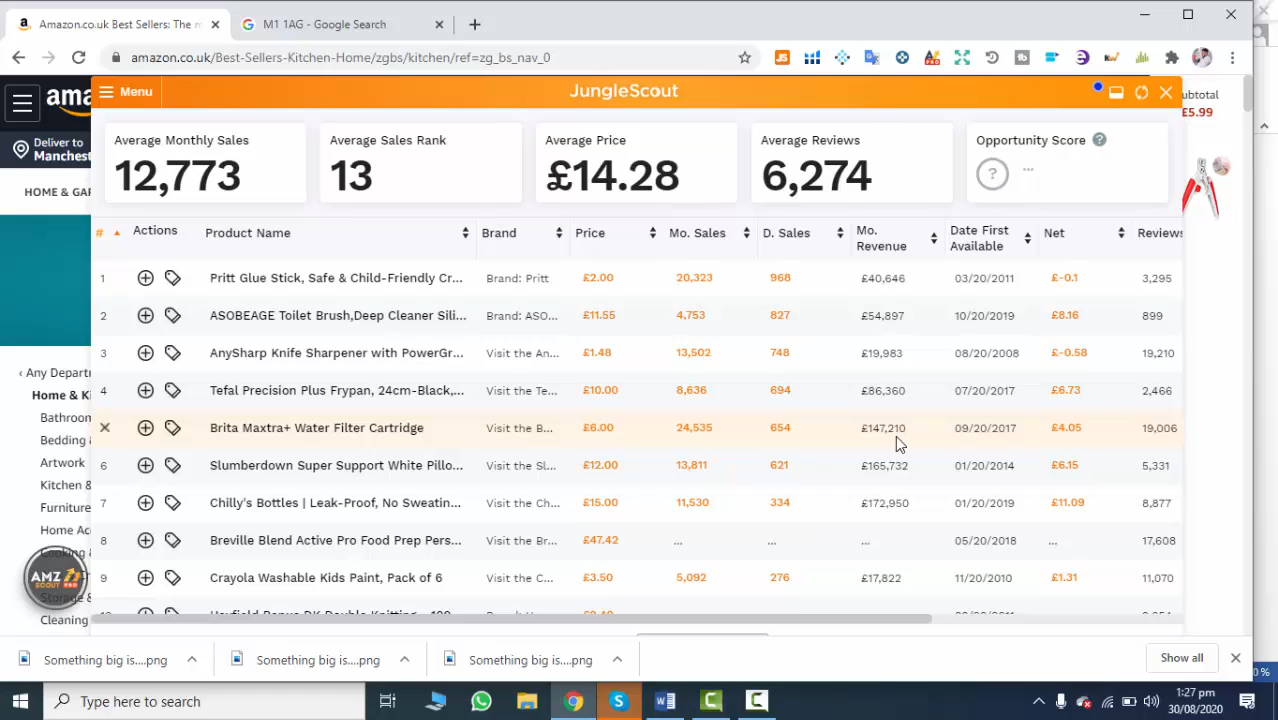 Amazon.co.uk Best Sellers: The m
M1 1AG - Google Search
amazon.co.uk/Best-Sellers-Kitchen-Home/zgbs/kitchen/ref=zg_bs_nav_0
Menu
JungleScout
ama
ubtotal
£5.99
Deliver to
Manchest
HOME & GAR
Average Monthly Sales
12,773
Average Sales Rank
13
Average Price
£14.28
Average Reviews
6,274
Opportunity Score ?
? ...
# Actions Product Name Brand Price Mo. Sales D. Sales Mo. Revenue Date First Available Net Reviews
1 Pritt Glue Stick, Safe & Child-Friendly Cr... Brand: Pritt £2.00 20,323 968 £40,646 03/20/2011 £-0.1 3,295
2 ASOBEAGE Toilet Brush,Deep Cleaner Sili... Brand: ASO... £11.55 4,753 827 £54,897 10/20/2019 £8.16 899
3 AnySharp Knife Sharpener with PowerGr... Visit the An... £1.48 13,502 748 £19,983 08/20/2008 £-0.58 19,210
4 Tefal Precision Plus Frypan, 24cm-Black,... Visit the Te... £10.00 8,636 694 £86,360 07/20/2017 £6.73 2,466
Brita Maxtra+ Water Filter Cartridge Visit the B... £6.00 24,535 654 £147,210 09/20/2017 £4.05 19,006
6 Slumberdown Super Support White Pillo... Visit the Sl... £12.00 13,811 621 £165,732 01/20/2014 £6.15 5,331
7 Chilly's Bottles | Leak-Proof, No Sweatin... Visit the Ch... £15.00 11,530 334 £172,950 01/20/2019 £11.09 8,877
8 Breville Blend Active Pro Food Prep Pers... Visit the Br... £47.42 ... ... ... 05/20/2018 17,608
9 Crayola Washable Kids Paint, Pack of 6 Visit the C... £3.50 5,092 276 £17,822 11/20/2010 £1.31 11,070
‹ Any Depart
Home & Ki
Bathroom
Bedding &
Artwork
Kitchen &
Furniture
Home Ac
Cooking &
Storage &
Cleaning
AMZ
SCOUT
PRO
Something big is....png
Something big is....png
Something big is....png
Show all
0 %
Type here to search
1:27 pm
30/08/2020